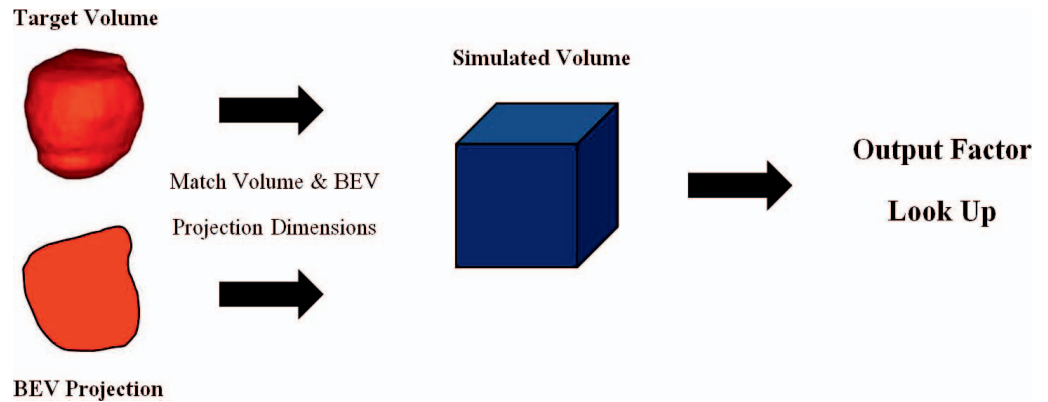 Target Volume
Simulated Volume
Match Volume & BEV
Projection Dimensions
Output Factor
Look Up
BEV Projection